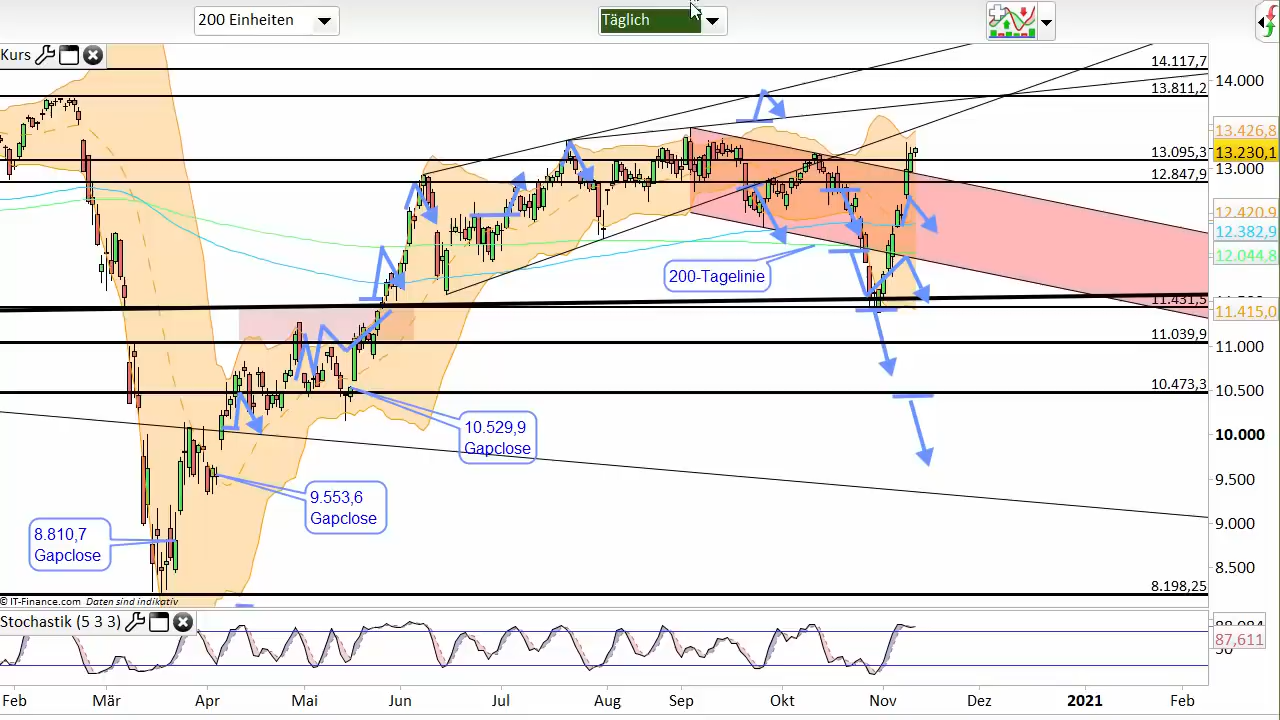 200 Einheiten
Täglich
Kurs
14.117,7
14.000
13.811,2
13.426,8
13.095,3
13.230,1
13.000
12.847,9
12.420,9
12.382,9
12.044,8
200-Tagelinie
11.431,5
11.415,0
11.039,9
11.000
10.473,3
10.500
10.529,9
Gapclose
10.000
9.553,6
Gapclose
9.500
9.000
8.810,7
Gapclose
8.500
8.198,25
© IT-Finance.com Daten sind indikativ
Stochastik (5 3 3)
87,611
Feb Mär Apr Mai Jun Jul Aug Sep Okt Nov Dez 2021 Feb